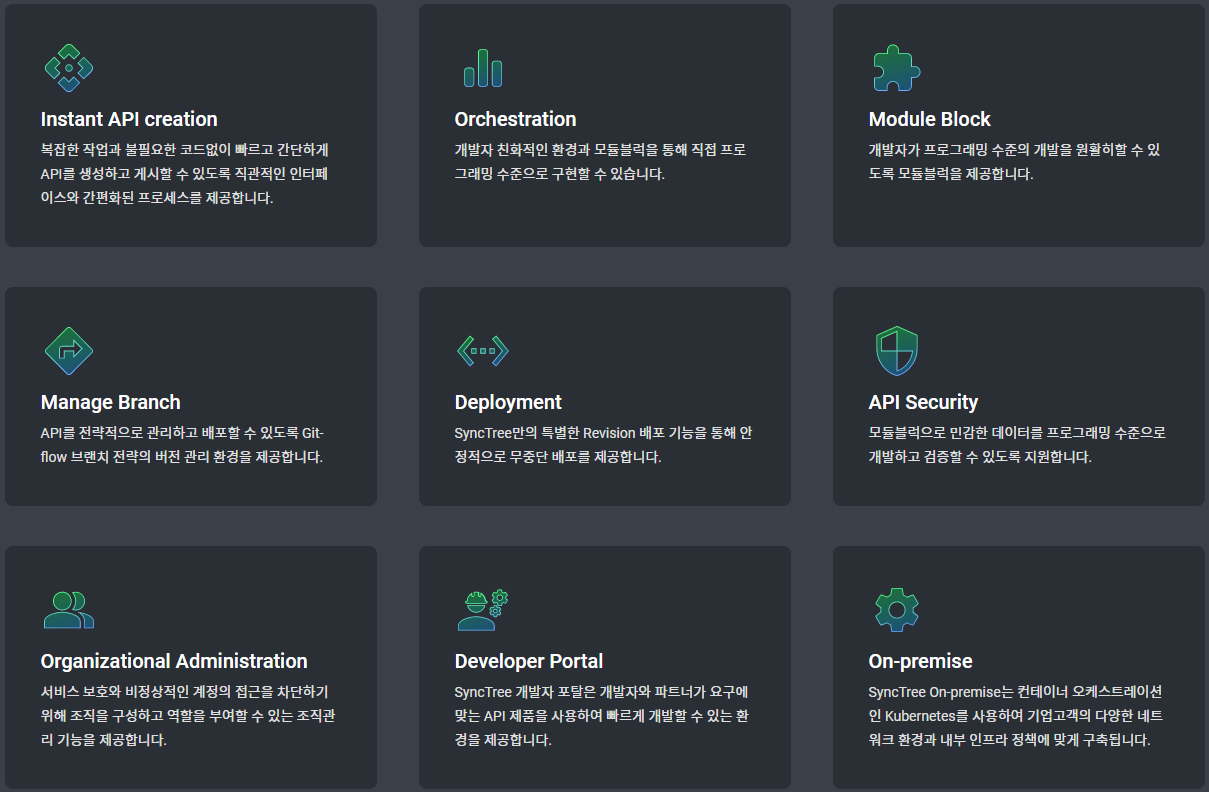 Instant API creation
복잡한 작업과 불필요한 코드없이 빠르고 간단하게
API를 생성하고 게시할 수 있도록 직관적인 인터페
이스와 간편화된 프로세스를 제공합니다.
Orchestration
개발자 친화적인 환경과 모듈블럭을 통해 직접 프로
그래밍 수준으로 구현할 수 있습니다.
Module Block
개발자가 프로그래밍 수준의 개발을 원활히할 수 있
도록 모듈블럭을 제공합니다.
Manage Branch
API를 전략적으로 관리하고 배포할 수 있도록 Git-
flow 브랜치 전략의 버전 관리 환경을 제공합니다.
Deployment
SyncTree만의 특별한 Revision 배포 기능을 통해 안
정적으로 무중단 배포를 제공합니다.
API Security
모듈블럭으로 민감한 데이터를 프로그래밍 수준으로
개발하고 검증할 수 있도록 지원합니다.
Organizational Administration
서비스 보호와 비정상적인 계정의 접근을 차단하기
위해 조직을 구성하고 역할을 부여할 수 있는 조직관
리 기능을 제공합니다.
Developer Portal
SyncTree 개발자 포탈은 개발자와 파트너가 요구에
맞는 API 제품을 사용하여 빠르게 개발할 수 있는 환
경을 제공합니다.
On-premise
SyncTree On-premise는 컨테이너 오케스트레이션
인 Kubernetes를 사용하여 기업고객의 다양한 네트
워크 환경과 내부 인프라 정책에 맞게 구축됩니다.